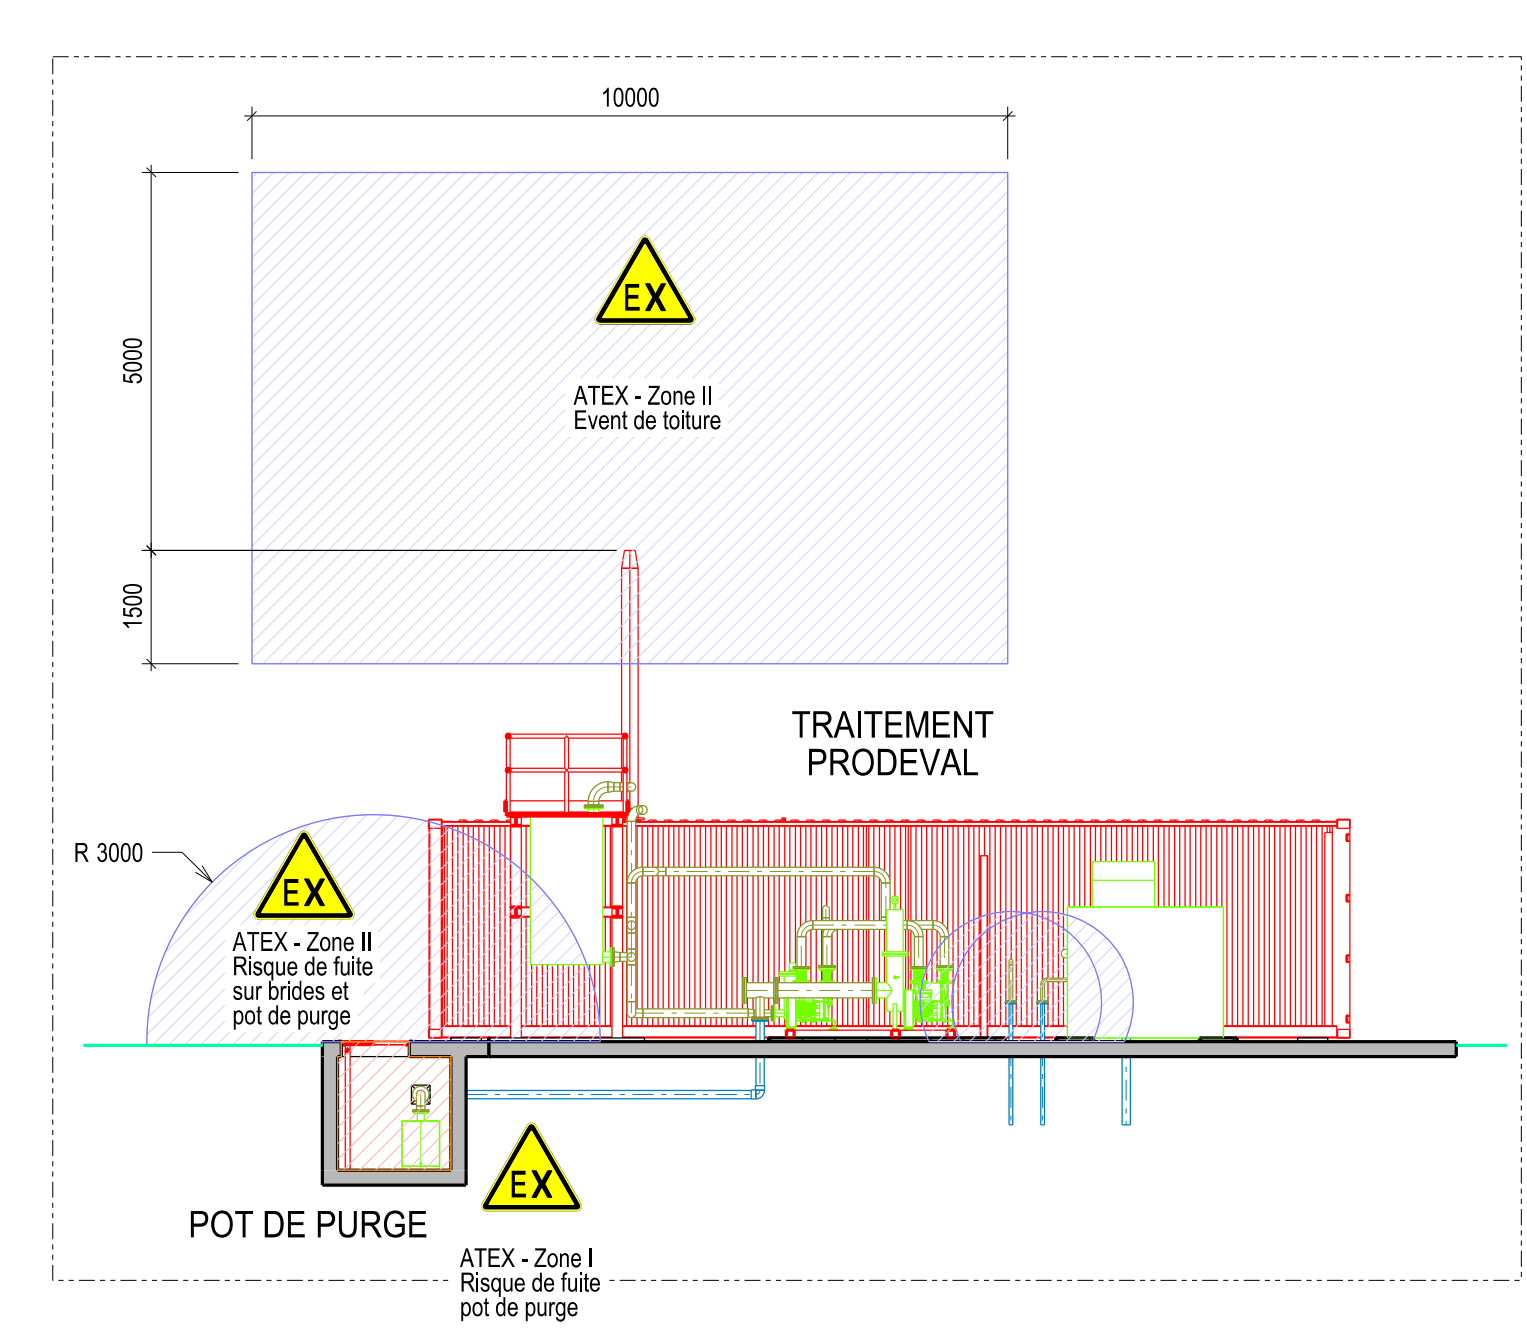 10000
5000
EX
ATEX - Zone II
Event de toiture
1500
TRAITEMENT
PRODEVAL
R 3000
EX
ATEX - Zone II
Risque de fuite
sur brides et
pot de purge
EX
POT DE PURGE
ATEX - Zone I
Risque de fuite
pot de purge